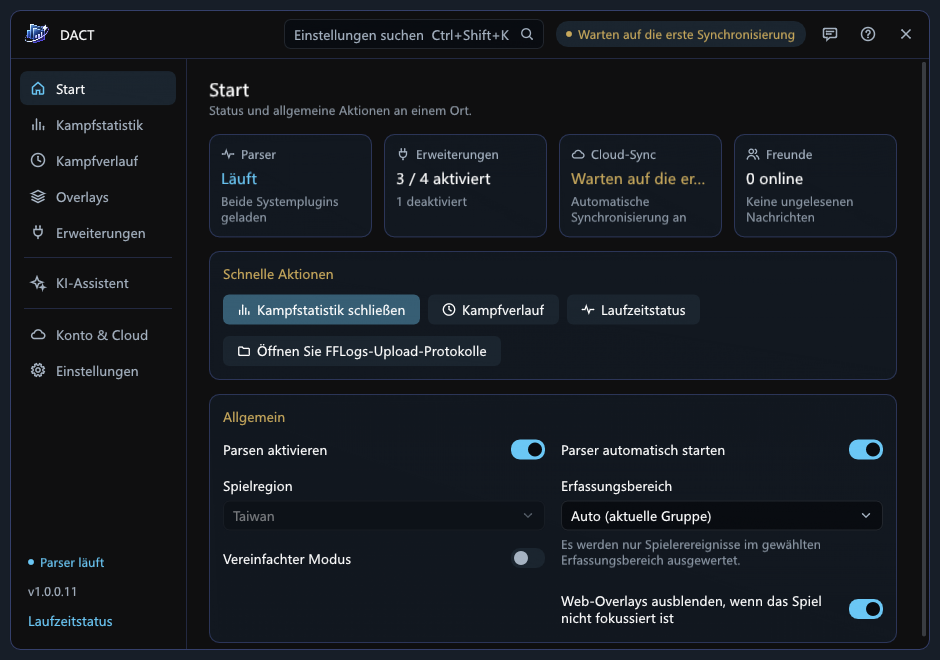 DACT
Einstellungen suchen Ctrl+Shift+K
Warten auf die erste Synchronisierung
Start
Kampfstatistik
Kampfverlauf
Overlays
Erweiterungen
KI-Assistent
Konto & Cloud
Einstellungen
Parser läuft
v1.0.0.11
Laufzeitstatus
Start
Status und allgemeine Aktionen an einem Ort.
Parser
Läuft
Beide Systemplugins
geladen
Erweiterungen
3 / 4 aktiviert
1 deaktiviert
Cloud-Sync
Warten auf die er...
Automatische
Synchronisierung an
Freunde
0 online
Keine ungelesenen
Nachrichten
Schnelle Aktionen
Kampfstatistik schließen
Kampfverlauf
Laufzeitstatus
Öffnen Sie FFLogs-Upload-Protokolle
Allgemein
Parsen aktivieren
Parser automatisch starten
Spielregion
Taiwan
Erfassungsbereich
Auto (aktuelle Gruppe)
Es werden nur Spielerereignisse im gewählten
Erfassungsbereich ausgewertet.
Vereinfachter Modus
Web-Overlays ausblenden, wenn das Spiel
nicht fokussiert ist